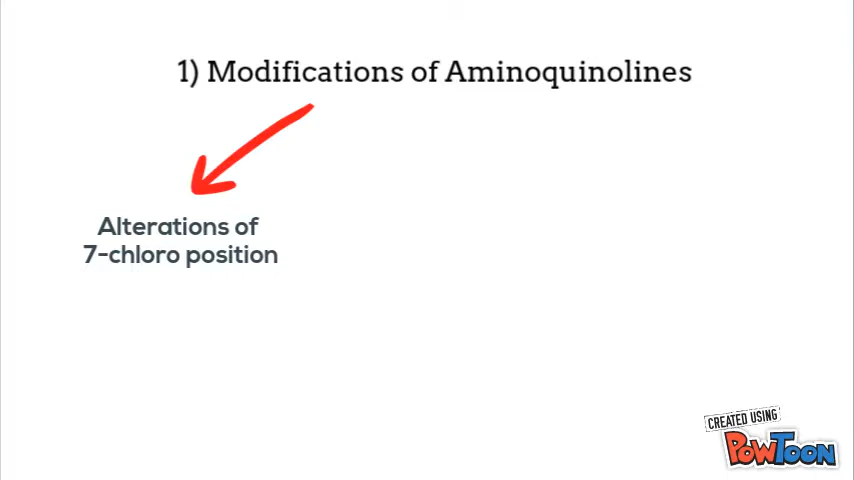 1) Modifications of Aminoquinolines
Alterations of
7-chloro position
CREATED USING
POWTOON